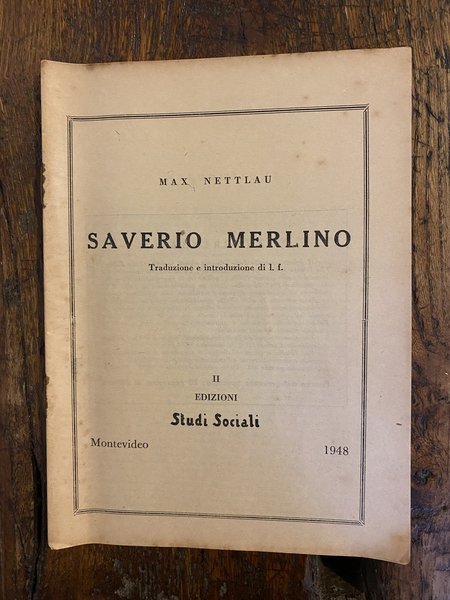 MAX NETTLAU
SAVERIO MERLINO
Traduzione e introduzione di l. f.
II
EDIZIONI
Studi Sociali
Montevideo
1948